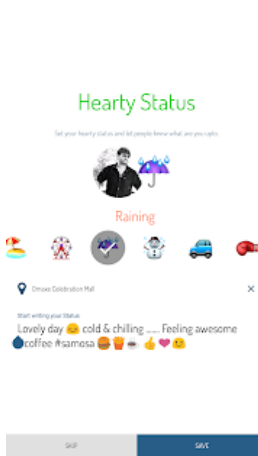 Hearty Status
Set your hearty status and let people know what are you upto
Raining
Omaxe Celebration Mall
Start writing your Status
Lovely day 😊 cold & chilling ...... Feeling awesome
coffee #samosa 🍔🍟☕👍❤😋
SKIP
SAVE